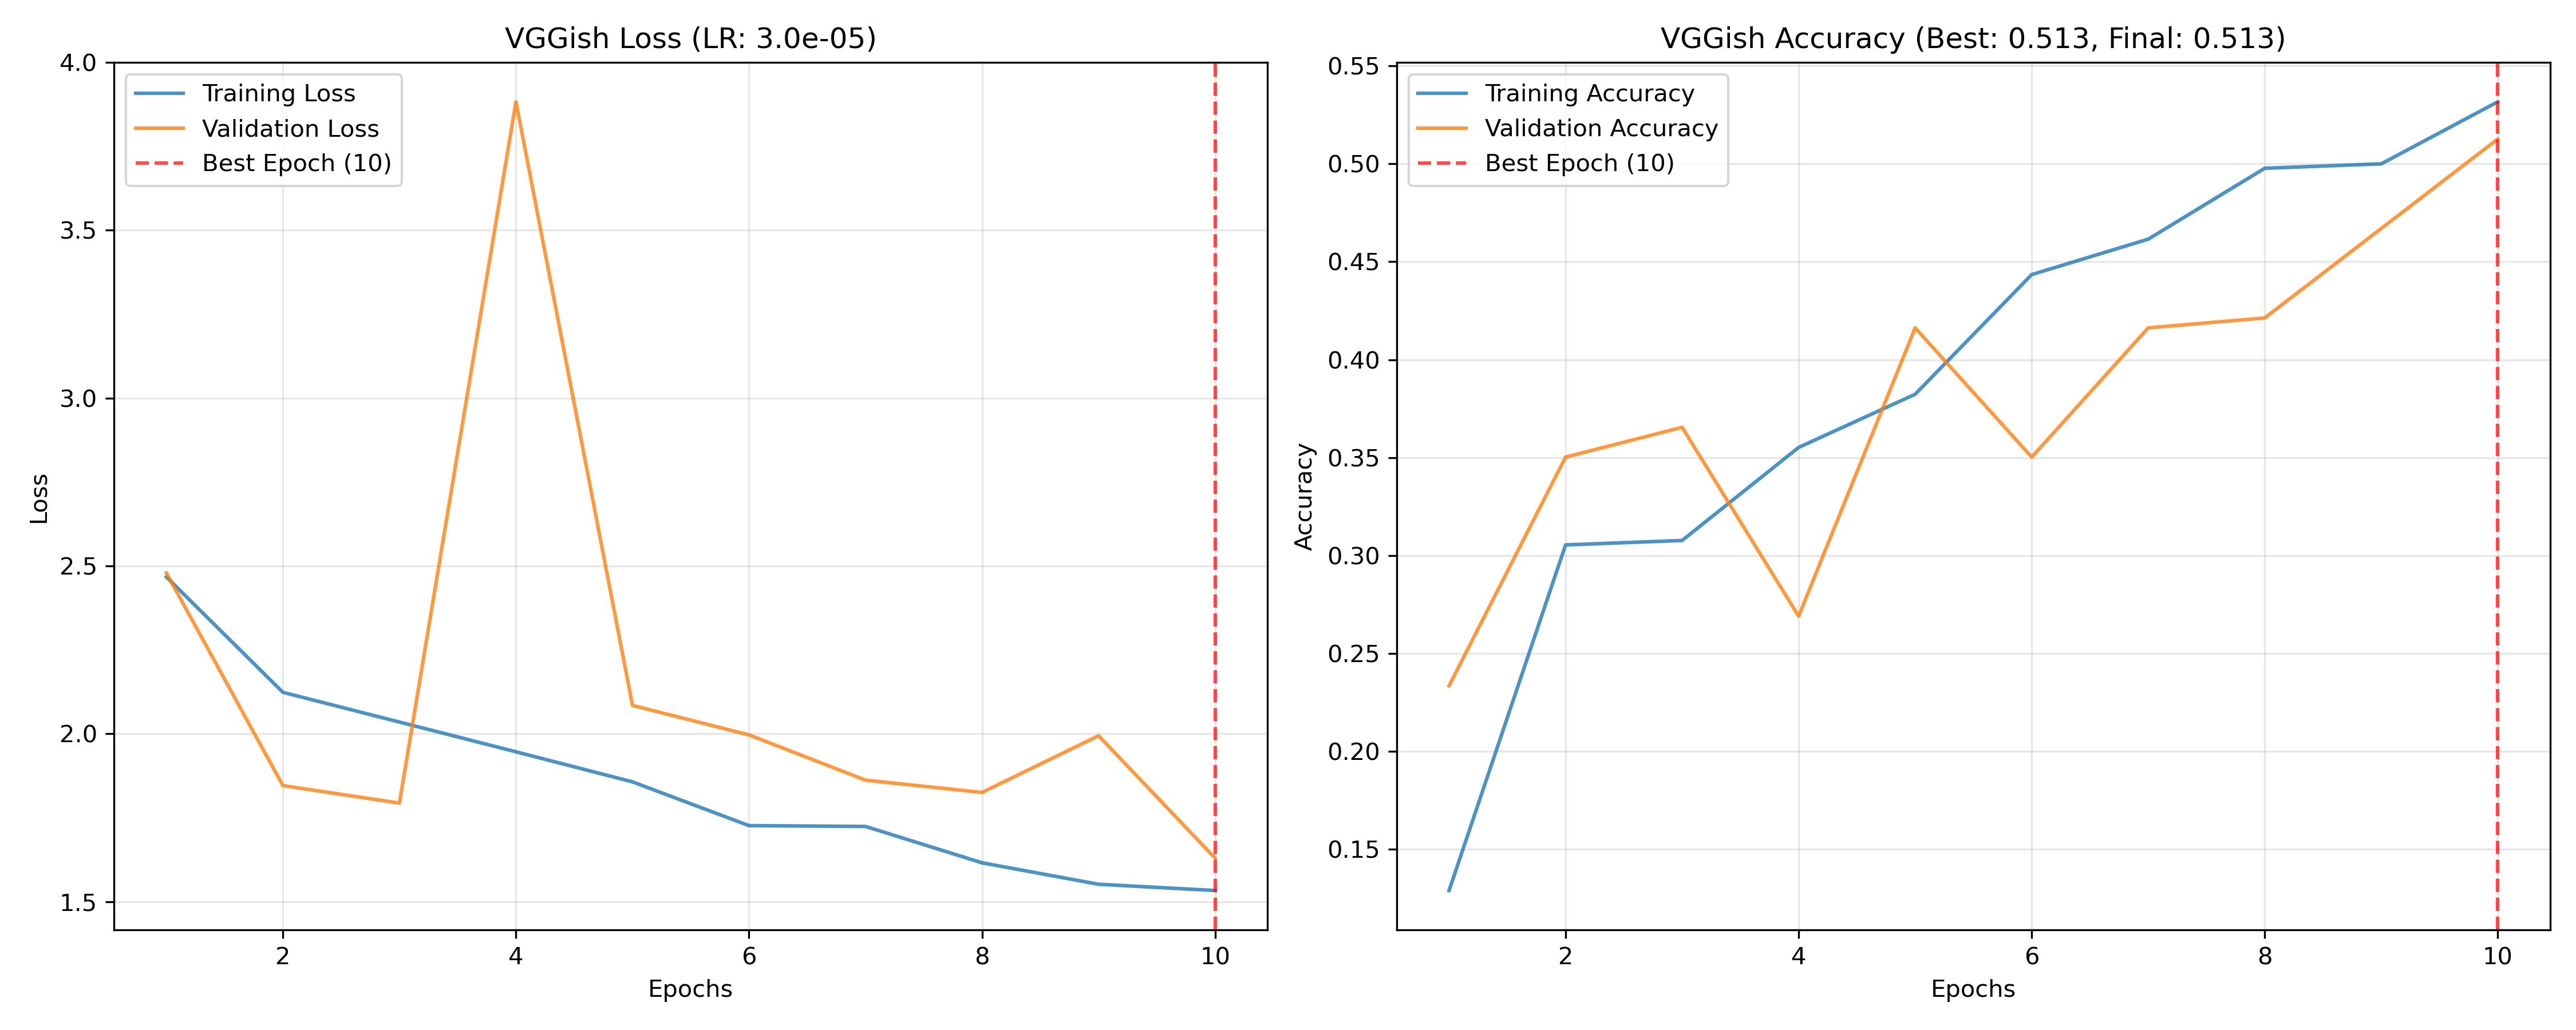 VGGish Loss (LR: 3.0e-05)
4.0
3.5
3.0
2.5
2.0
1.5
Loss
Training Loss
Validation Loss
Best Epoch (10)
2
4
6
8
10
Epochs
VGGish Accuracy (Best: 0.513, Final: 0.513)
0.55
0.50
0.45
0.40
0.35
0.30
0.25
0.20
0.15
Accuracy
Training Accuracy
Validation Accuracy
Best Epoch (10)
2
4
6
8
10
Epochs